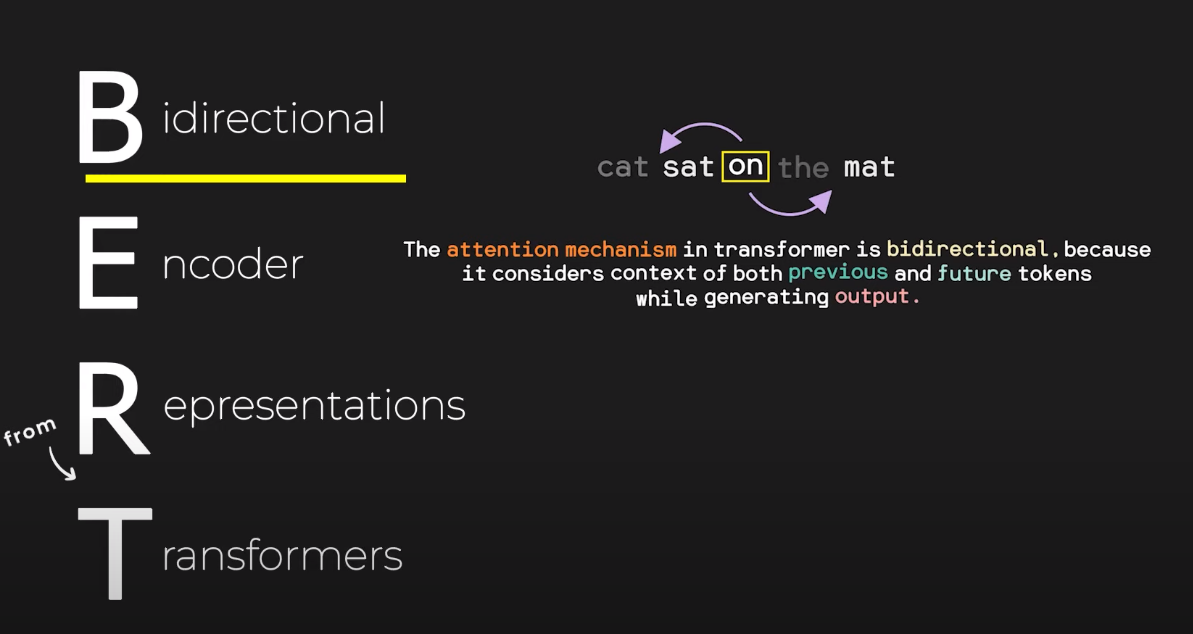 Bidirectional
cat sat on the mat
The attention mechanism in transformer is bidirectional, because
it considers context of both previous and future tokens
while generating output.
Encoder
Representations
from
Transformers